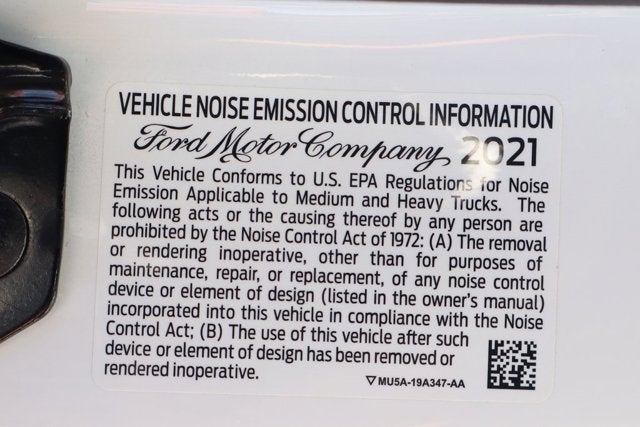 VEHICLE NOISE EMISSION CONTROL INFORMATION
Ford Motor Company 2021
This Vehicle Conforms to U.S. EPA Regulations for Noise
Emission Applicable to Medium and Heavy Trucks. The
following acts or the causing thereof by any person are
prohibited by the Noise Control Act of 1972: (A) The removal
or rendering inoperative, other than for purposes of
maintenance, repair, or replacement, of any noise control
device or element of design (listed in the owner's manual)
incorporated into this vehicle in compliance with the Noise
Control Act; (B) The use of this vehicle after such
device or element of design has been removed or
rendered inoperative.
MU5A-19A347-AA